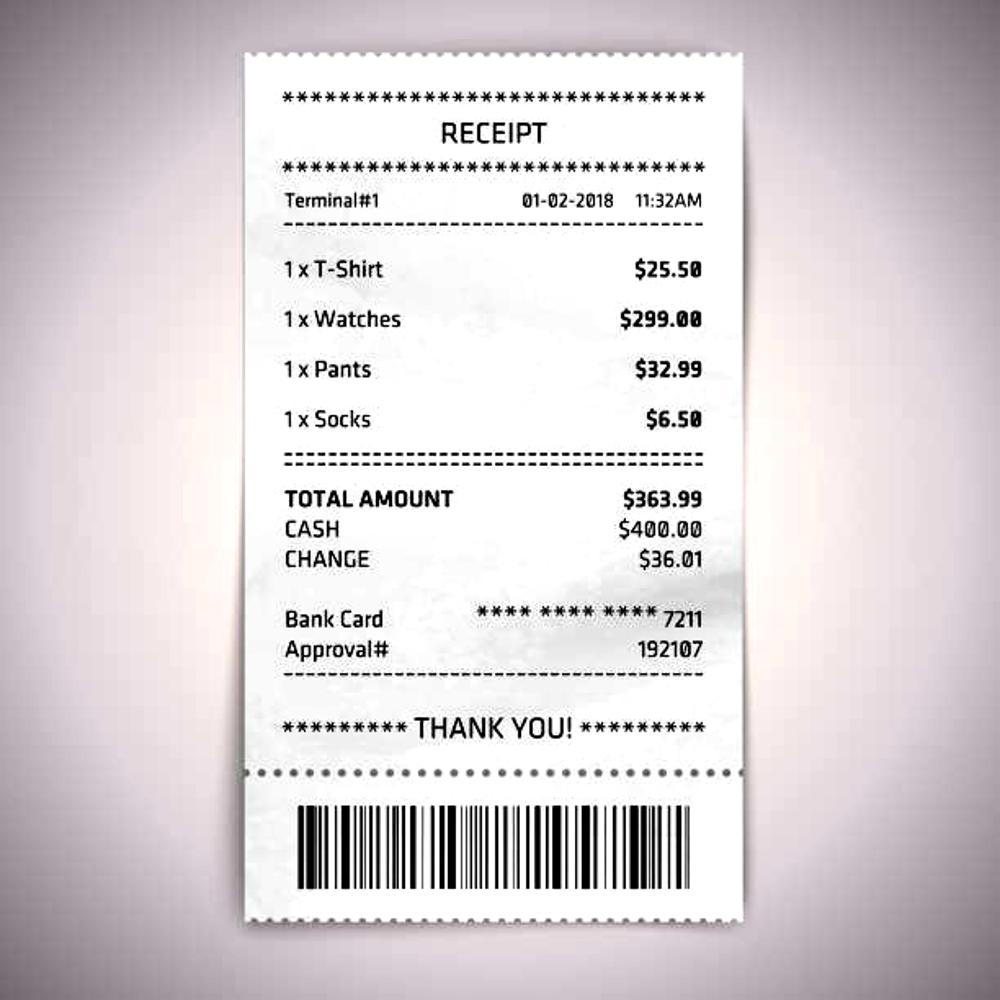 ******************************
RECEIPT
******************************
Terminal#1 01-02-2018 11:32AM
--------------------------------------------------
1 x T-Shirt $25.50
1 x Watches $299.00
1 x Pants $32.99
1 x Socks $6.50
==================================================
TOTAL AMOUNT $363.99
CASH $400.00
CHANGE $36.01
Bank Card **** **** **** 7211
Approval# 192107
--------------------------------------------------
********* THANK YOU! *********